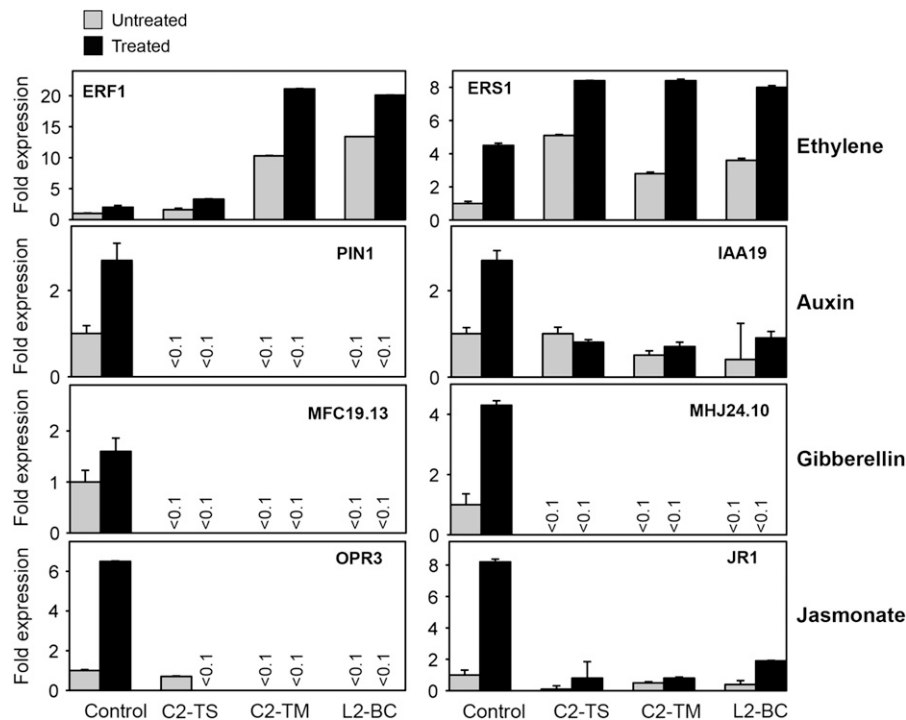 Untreated
Treated
Fold expression
20
15
10
5
0
ERF1
8
6
4
2
0
ERS1
Ethylene
Fold expression
2
0
PIN1
<0.1 <0.1 <0.1 <0.1 <0.1 <0.1
2
0
IAA19
Auxin
Fold expression
2
1
0
MFC19.13
<0.1 <0.1 <0.1 <0.1 <0.1 <0.1
4
2
0
MHJ24.10
<0.1 <0.1 <0.1 <0.1 <0.1 <0.1
Gibberellin
Fold expression
6
4
2
0
OPR3
<0.1 <0.1 <0.1 <0.1 <0.1
8
6
4
2
0
JR1
Jasmonate
Control C2-TS C2-TM L2-BC
Control C2-TS C2-TM L2-BC